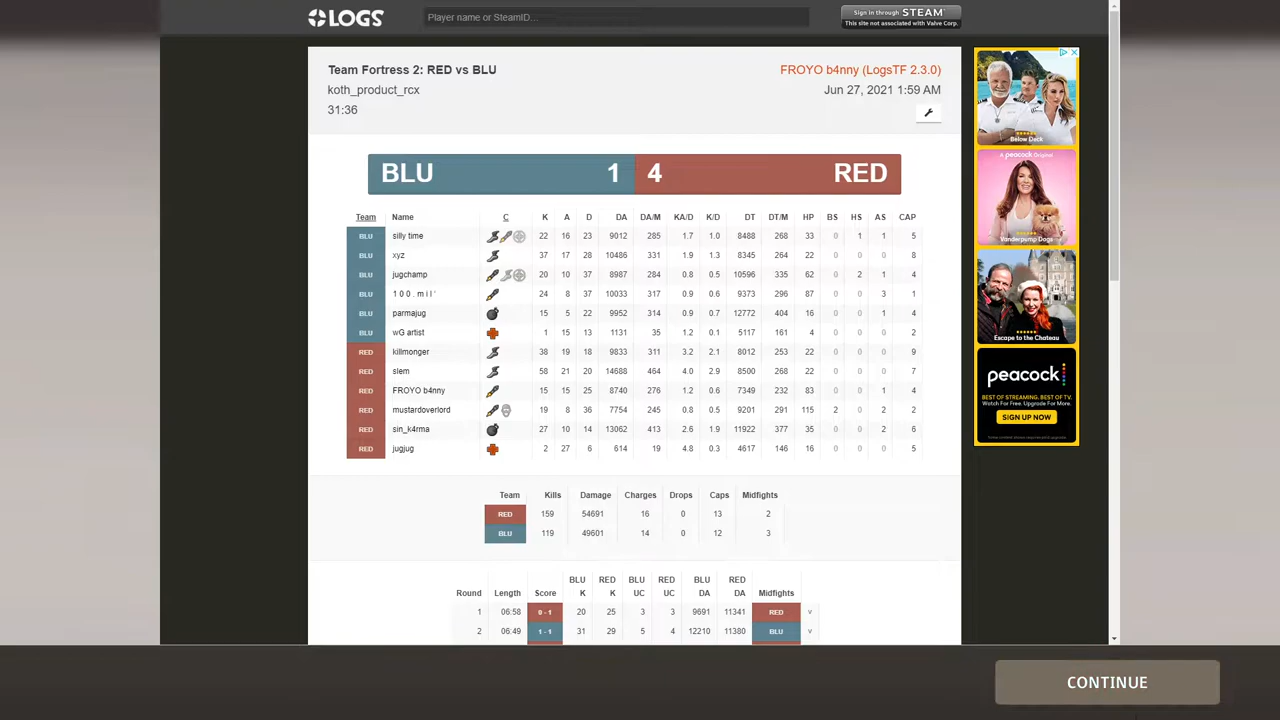 LOGS Player name or SteamID... Sign in through STEAM
This site not associated with Valve Corp.
Team Fortress 2: RED vs BLU FROYO b4nny (LogsTF 2.3.0)
koth_product_rcx Jun 27, 2021 1:59 AM
31:36
BLU 1 4 RED
Team Name C K A D DA DA/M KA/D K/D DT DT/M HP BS HS AS CAP
BLU silly time 22 16 23 9012 285 1.7 1.0 8488 268 33 0 1 1 5
BLU xyz 37 17 28 10486 331 1.9 1.3 8345 264 22 0 0 0 8
BLU jugchamp 20 10 37 8987 284 0.8 0.5 10596 335 62 0 2 1 4
BLU 1 0 0 . m i l ' 24 8 37 10033 317 0.9 0.6 9373 296 87 0 0 3 1
BLU parmajug 15 5 22 9952 314 0.9 0.7 12772 404 16 0 0 1 4
BLU wG artist 1 15 13 1131 35 1.2 0.1 5117 161 4 0 0 0 2
RED killmonger 38 19 18 9833 311 3.2 2.1 8012 253 22 0 0 0 9
RED slem 58 21 20 14688 464 4.0 2.9 8500 268 22 0 0 0 7
RED FROYO b4nny 15 15 25 8740 276 1.2 0.6 7349 232 83 0 0 1 4
RED mustardoverlord 19 8 36 7754 245 0.8 0.5 9201 291 115 2 0 2 2
RED sin_k4rma 27 10 14 13062 413 2.6 1.9 11922 377 35 0 0 2 6
RED jugjug 2 27 6 614 19 4.8 0.3 4617 146 16 0 0 0 5
Team Kills Damage Charges Drops Caps Midfights
RED 159 54691 16 0 13 2
BLU 119 49601 14 0 12 3
BLU RED BLU RED BLU RED
Round Length Score K K UC UC DA DA Midfights
1 06:58 0 - 1 20 25 3 3 9691 11341 RED v
2 06:49 1 - 1 31 29 5 4 12210 11380 BLU v
Below Deck
A peacock Original
Vanderpump Dogs
Escape to the Chateau
peacock
BEST OF STREAMING. BEST OF TV.
WATCH FOR FREE. UPGRADE FOR MORE.
SIGN UP NOW
CONTINUE